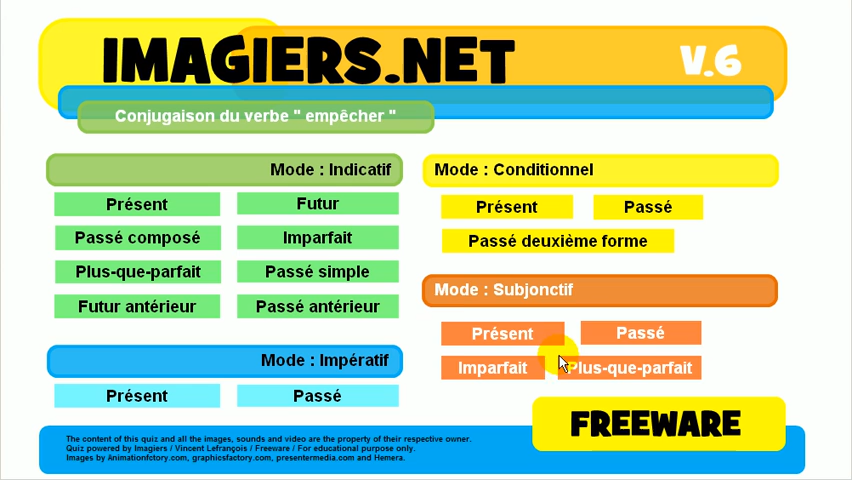 IMAGIERS.NET
V.6
Conjugaison du verbe " empêcher "
Mode : Indicatif
Présent
Futur
Passé composé
Imparfait
Plus-que-parfait
Passé simple
Futur antérieur
Passé antérieur
Mode : Impératif
Présent
Passé
Mode : Conditionnel
Présent
Passé
Passé deuxième forme
Mode : Subjonctif
Présent
Passé
Imparfait
Plus-que-parfait
FREEWARE
The content of this quiz and all the images, sounds and video are the property of their respective owner.
Quiz powered by Imagiers / Vincent Lefrançois / Freeware / For educational purpose only.
Images by Animationfctory.com, graphicsfactory.com, presentermedia.com and Hemera.